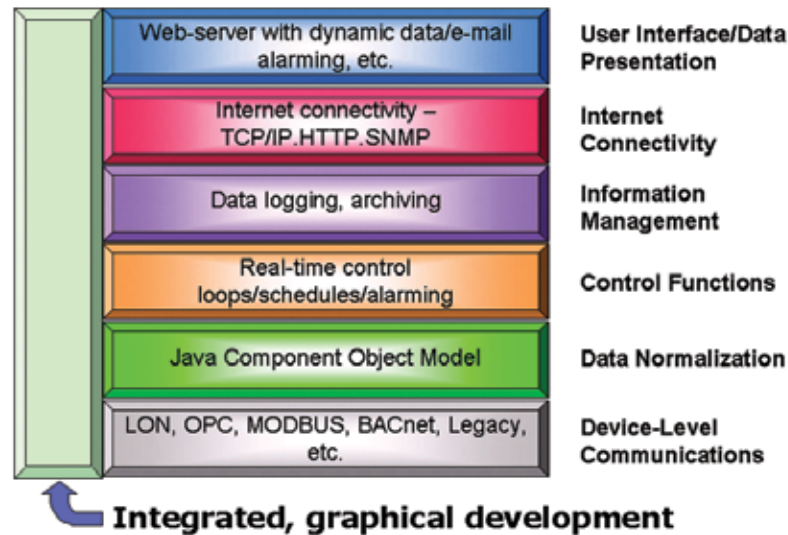 Web-server with dynamic data/e-mail
alarming, etc.
User Interface/Data
Presentation
Internet connectivity –
TCP/IP.HTTP.SNMP
Internet
Connectivity
Data logging, archiving
Information
Management
Real-time control
loops/schedules/alarming
Control Functions
Java Component Object Model
Data Normalization
LON, OPC, MODBUS, BACnet, Legacy,
etc.
Device-Level
Communications
Integrated, graphical development